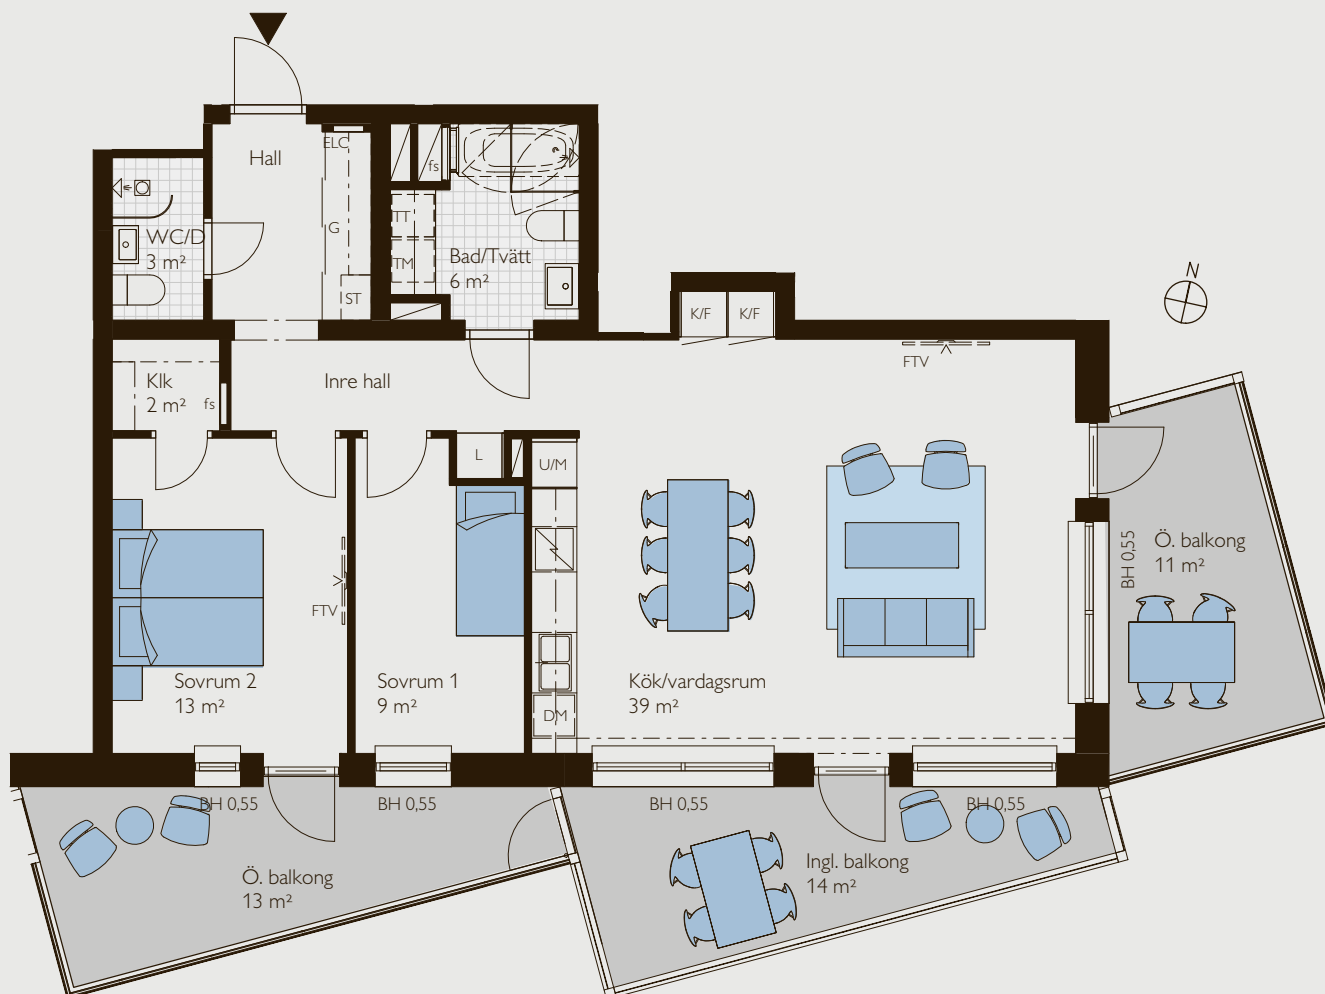 ELC
Hall
fs
G
TT
WC/D
3 m²
TM
Bad/Tvätt
6 m²
ST
N
K/F
K/F
FTV
Klk
2 m²
fs
Inre hall
L
U/M
Ö. balkong
11 m²
BH 0,55
FTV
Sovrum 2
13 m²
Sovrum 1
9 m²
Kök/vardagsrum
39 m²
DM
BH 0,55
BH 0,55
BH 0,55
BH 0,55
Ö. balkong
13 m²
Ingl. balkong
14 m²